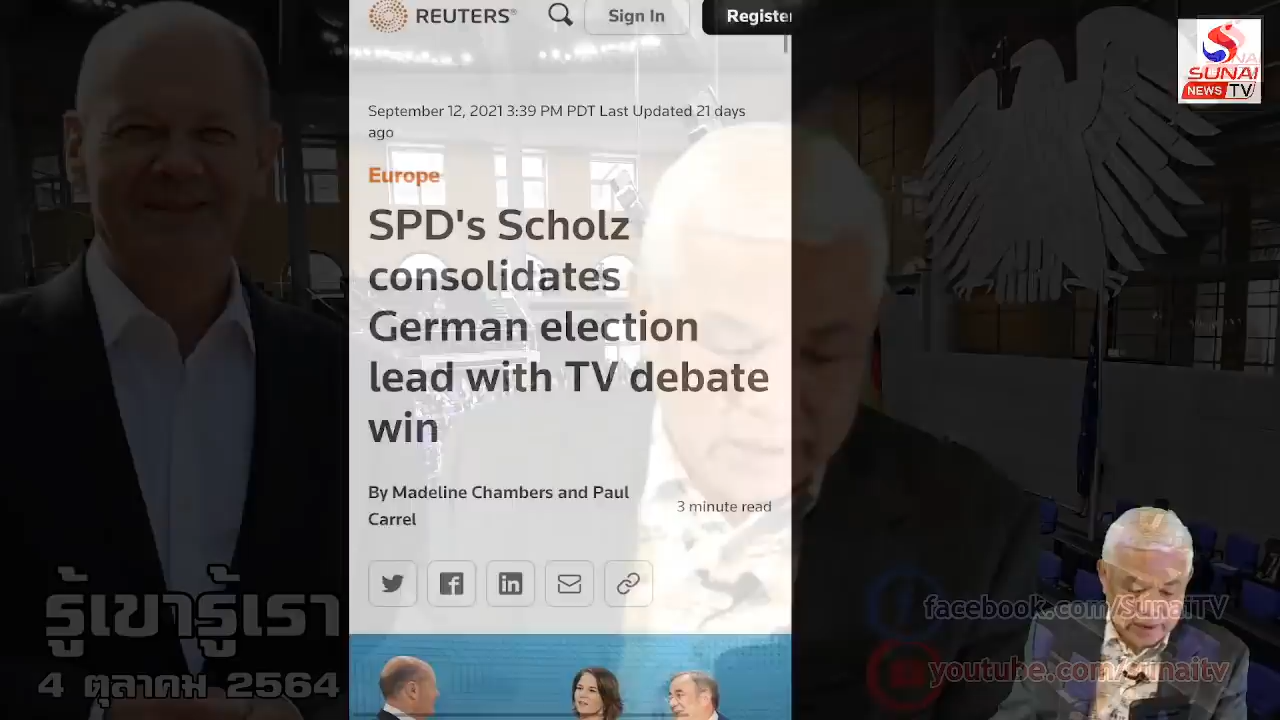 REUTERS®
Sign In
Register
September 12, 2021 3:39 PM PDT Last Updated 21 days
ago
Europe
SPD's Scholz
consolidates
German election
lead with TV debate
win
By Madeline Chambers and Paul
Carrel
3 minute read
SUNAI
NEWS TV
รู้เขารู้เรา
4 ตุลาคม 2564
facebook.com/SunaiTV
youtube.com/sunaitv